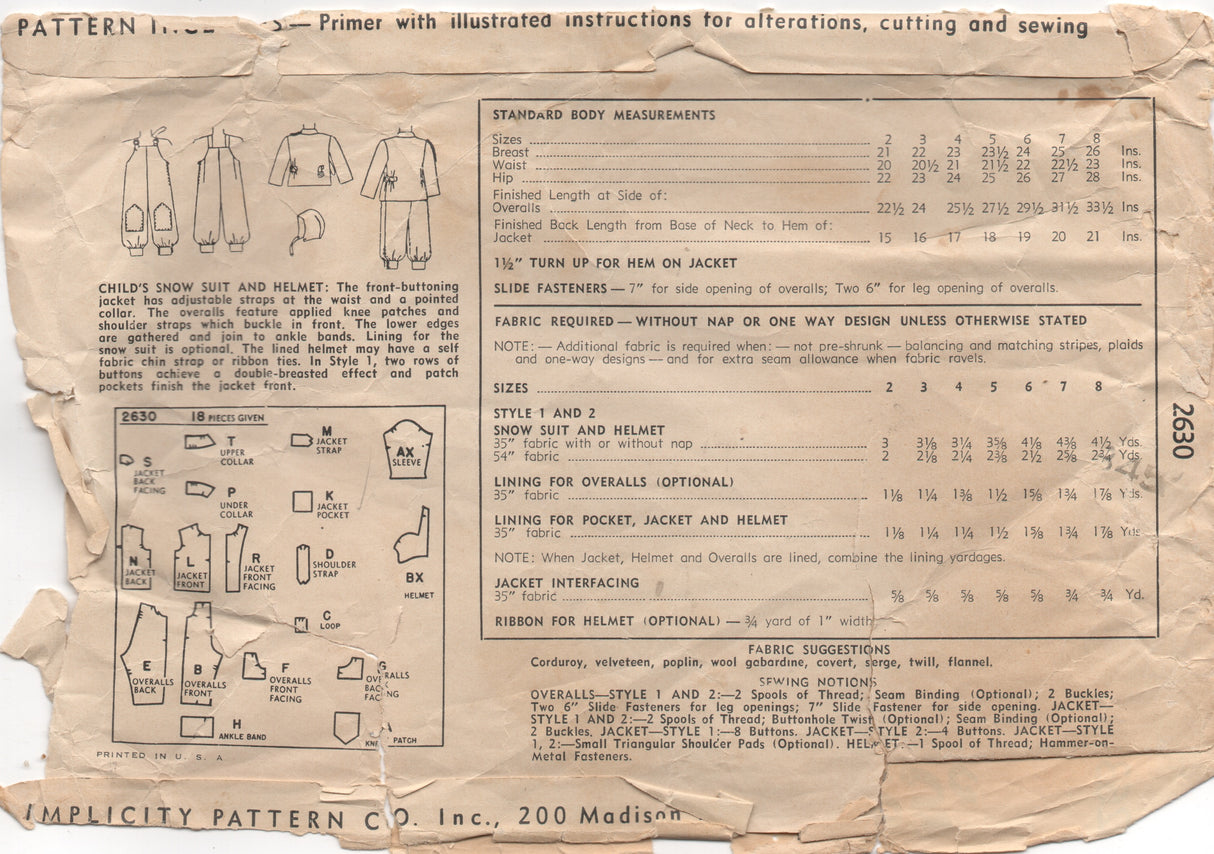 PATTERN — Primer with illustrated instructions for alterations, cutting and sewing
CHILD'S SNOW SUIT AND HELMET: The front-buttoning
jacket has adjustable straps at the waist and a pointed
collar. The overalls feature applied knee patches and
shoulder straps which buckle in front. The lower edges
are gathered and join to ankle bands. Lining for the
snow suit is optional. The lined helmet may have a self
fabric chin strap or ribbon ties. In Style 1, two rows of
buttons achieve a double-breasted effect and patch
pockets finish the jacket front.
2630 18 PIECES GIVEN
S
JACKET
BACK
FACING
T
UPPER
COLLAR
M
JACKET
STRAP
AX
SLEEVE
P
UNDER
COLLAR
K
JACKET
POCKET
N
JACKET
BACK
L
JACKET
FRONT
R
JACKET
FRONT
FACING
D
SHOULDER
STRAP
BX
HELMET
C
LOOP
E
OVERALLS
BACK
B
OVERALLS
FRONT
F
OVERALLS
FRONT
FACING
G
OVERALLS
BACK
FACING
H
ANKLE BAND
A
KNEE PATCH
PRINTED IN U. S. A
STANDARD BODY MEASUREMENTS
Sizes 2 3 4 5 6 7 8
Breast 21 22 23 23½ 24 25 26 Ins.
Waist 20 20½ 21 21½ 22 22½ 23 Ins.
Hip 22 23 24 25 26 27 28 Ins.
Finished Length at Side of:
Overalls 22½ 24 25½ 27½ 29½ 31½ 33½ Ins
Finished Back Length from Base of Neck to Hem of:
Jacket 15 16 17 18 19 20 21 Ins.
1½" TURN UP FOR HEM ON JACKET
SLIDE FASTENERS — 7" for side opening of overalls; Two 6" for leg opening of overalls.
FABRIC REQUIRED — WITHOUT NAP OR ONE WAY DESIGN UNLESS OTHERWISE STATED
NOTE: — Additional fabric is required when: — not pre-shrunk — balancing and matching stripes, plaids
and one-way designs — and for extra seam allowance when fabric ravels.
SIZES 2 3 4 5 6 7 8
STYLE 1 AND 2
SNOW SUIT AND HELMET
35" fabric with or without nap 3 3⅛ 3¼ 3⅝ 4⅛ 4⅜ 4½ Yds.
54" fabric 2 2⅛ 2¼ 2⅜ 2½ 2⅝ 2¾ Yds.
LINING FOR OVERALLS (OPTIONAL)
35" fabric 1⅛ 1¼ 1⅜ 1½ 1⅝ 1¾ 1⅞ Yds.
LINING FOR POCKET, JACKET AND HELMET
35" fabric 1⅛ 1¼ 1¼ 1½ 1⅝ 1¾ 1⅞ Yds
NOTE: When Jacket, Helmet and Overalls are lined, combine the lining yardages.
JACKET INTERFACING
35" fabric ⅝ ⅝ ⅝ ⅝ ⅝ ¾ ¾ Yd.
RIBBON FOR HELMET (OPTIONAL) — ¾ yard of 1" width
2630
FABRIC SUGGESTIONS
Corduroy, velveteen, poplin, wool gabardine, covert, serge, twill, flannel.
SEWING NOTIONS
OVERALLS—STYLE 1 AND 2:—2 Spools of Thread; Seam Binding (Optional); 2 Buckles;
Two 6" Slide Fasteners for leg openings; 7" Slide Fastener for side opening. JACKET—
STYLE 1 AND 2:—2 Spools of Thread; Buttonhole Twist (Optional); Seam Binding (Optional);
2 Buckles. JACKET—STYLE 1:—8 Buttons. JACKET—STYLE 2:—4 Buttons. JACKET—STYLE
1, 2:—Small Triangular Shoulder Pads (Optional). HELMET:—1 Spool of Thread; Hammer-on-
Metal Fasteners.
IMPLICITY PATTERN CO. Inc., 200 Madison